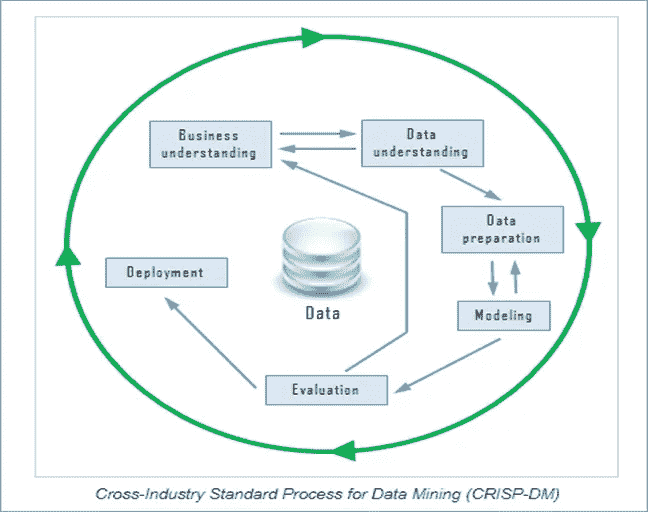 Business
understanding
Data
understanding
Data
preparation
Deployment
Data
Modeling
Evaluation
Cross-Industry Standard Process for Data Mining (CRISP-DM)